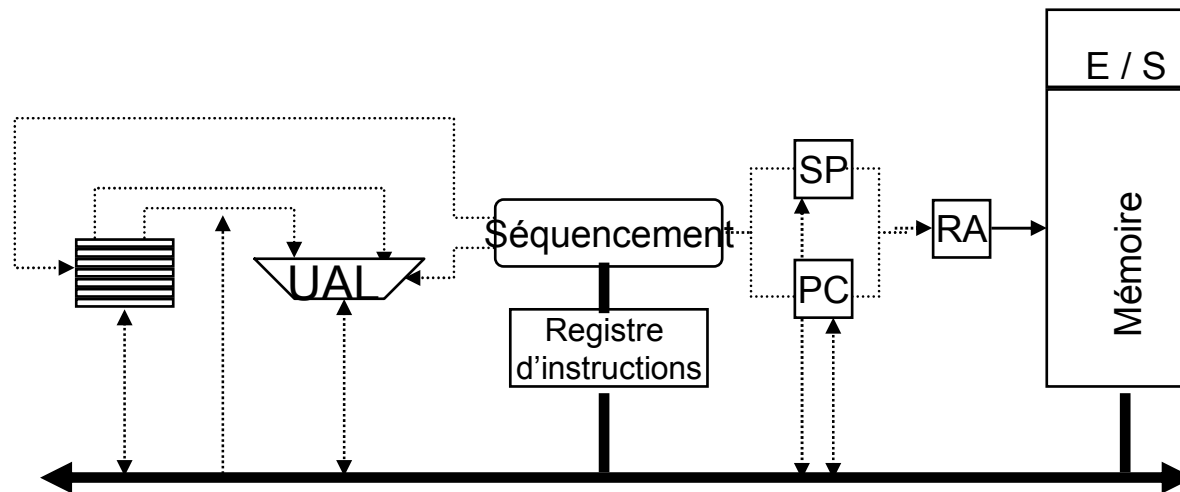 E / S
SP
Séquencement
RA
UAL
PC
Mémoire
Registre
d'instructions